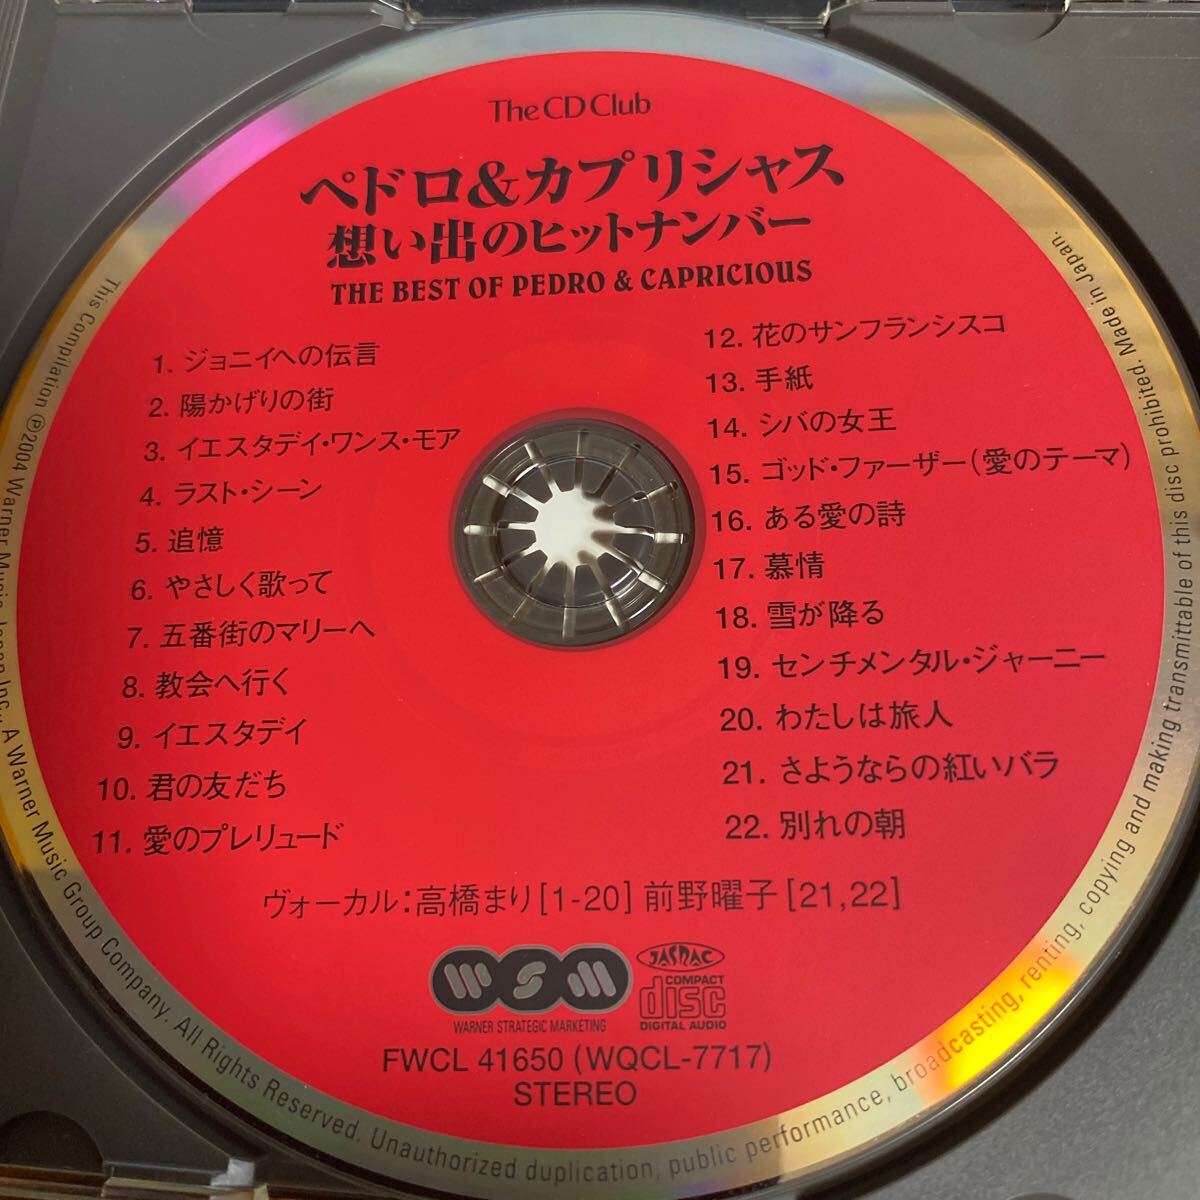 The CD Club
ペドロ&カプリシャス
想い出のヒットナンバー
THE BEST OF PEDRO & CAPRICIOUS
1. ジョニイへの伝言
2. 陽かげりの街
3. イエスタデイ・ワンス・モア
4. ラスト・シーン
5. 追憶
6. やさしく歌って
7. 五番街のマリーへ
8. 教会へ行く
9. イエスタデイ
10. 君の友だち
11. 愛のプレリュード
12. 花のサンフランシスコ
13. 手紙
14. シバの女王
15. ゴッド・ファーザー(愛のテーマ)
16. ある愛の詩
17. 慕情
18. 雪が降る
19. センチメンタル・ジャーニー
20. わたしは旅人
21. さようならの紅いバラ
22. 別れの朝
ヴォーカル:高橋まり[1-20] 前野曜子[21,22]
WSM
WARNER STRATEGIC MARKETING
JASRAC
COMPACT
disc
DIGITAL AUDIO
FWCL 41650 (WQCL-7717)
STEREO
This Compilation ℗2004 Warner Music Japan Inc., A Warner Music Group Company. All Rights Reserved. Unauthorized duplication, public performance, broadcasting, renting, copying and making transmittable of this disc prohibited. Made in Japan.